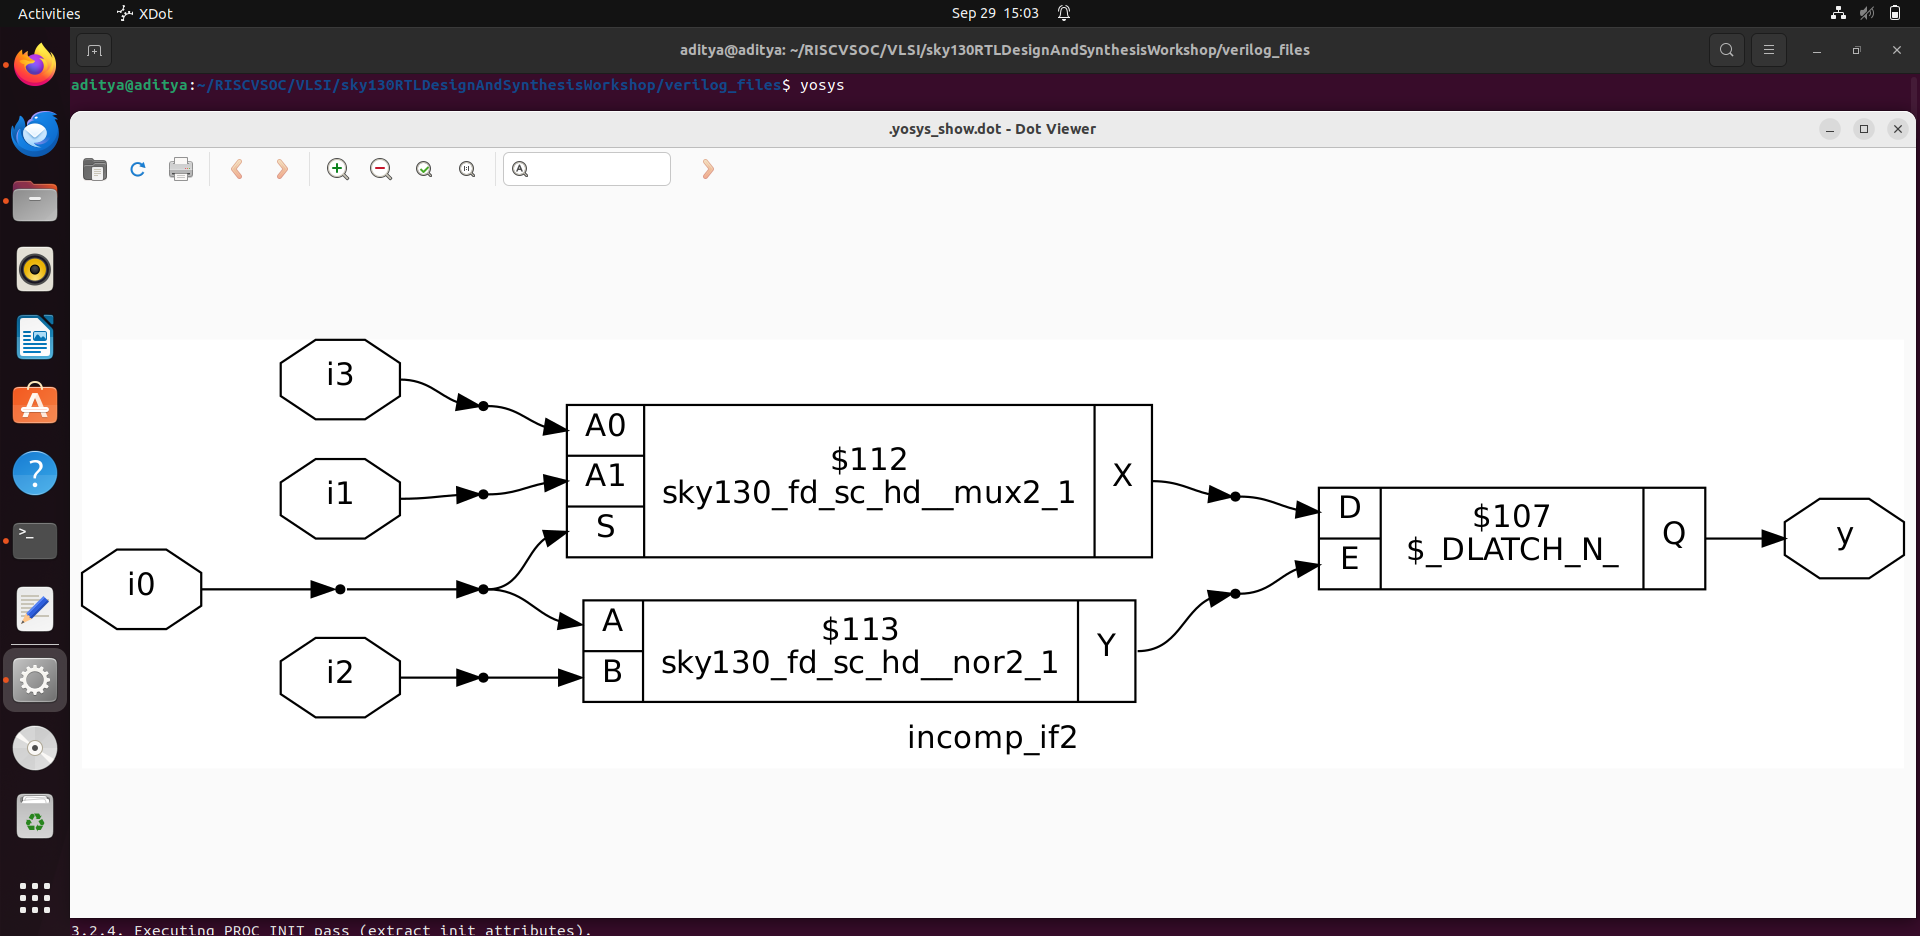 Activities
XDot
Sep 29 15:03
aditya@aditya: ~/RISCVSOC/VLSI/sky130RTLDesignAndSynthesisWorkshop/verilog_files
aditya@aditya:~/RISCVSOC/VLSI/sky130RTLDesignAndSynthesisWorkshop/verilog_files$ yosys
.yosys_show.dot - Dot Viewer
i3
i1
i0
i2
A0
A1
S
$112
sky130_fd_sc_hd__mux2_1
X
A
B
$113
sky130_fd_sc_hd__nor2_1
Y
D
E
$107
$_DLATCH_N_
Q
y
incomp_if2
3.2.4. Executing PROC_INIT pass (extract init attributes).